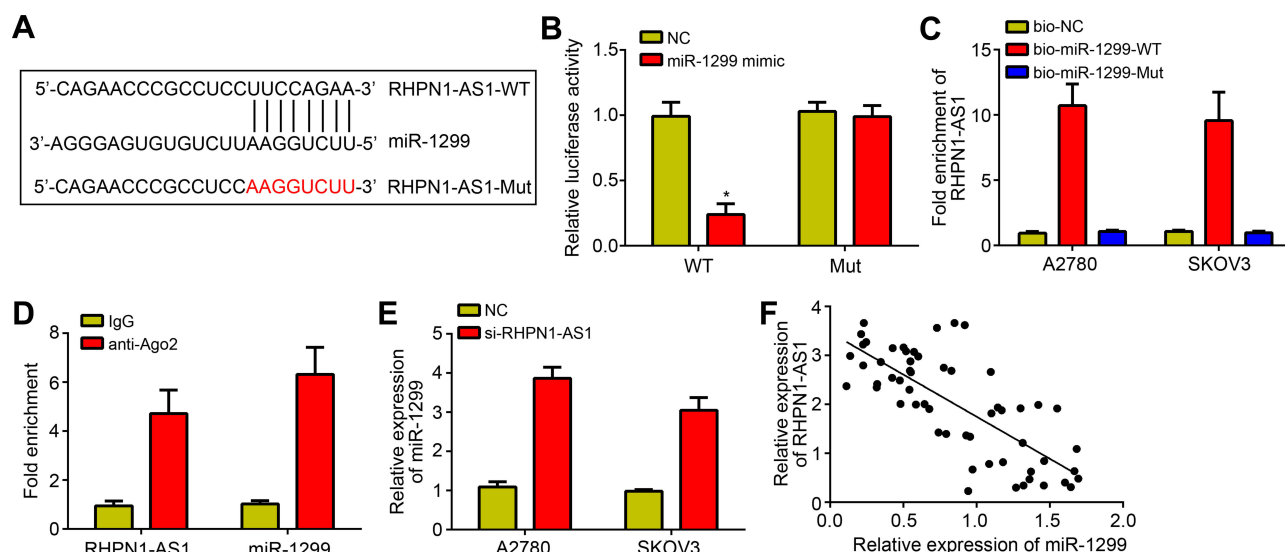 A
5’-CAGAACCCGCCUCCUUCCAGAA-3’ RHPN1-AS1-WT
3’-AGGGAGUGUGUCUUAAGGUCUU-5’ miR-1299
5’-CAGAACCCGCCUCCAAGGUCUU-3’ RHPN1-AS1-Mut
B
NC
miR-1299 mimic
Relative luciferase activity
1.5
1.0
0.5
0.0
*
WT Mut
C
bio-NC
bio-miR-1299-WT
bio-miR-1299-Mut
Fold enrichment of
RHPN1-AS1
15
10
5
0
A2780 SKOV3
D
IgG
anti-Ago2
Fold enrichment
8
6
4
2
0
RHPN1-AS1 miR-1299
E
NC
si-RHPN1-AS1
Relative expression
of miR-1299
5
4
3
2
1
0
A2780 SKOV3
F
Relative expression
of RHPN1-AS1
4
3
2
1
0
0.0 0.5 1.0 1.5 2.0
Relative expression of miR-1299